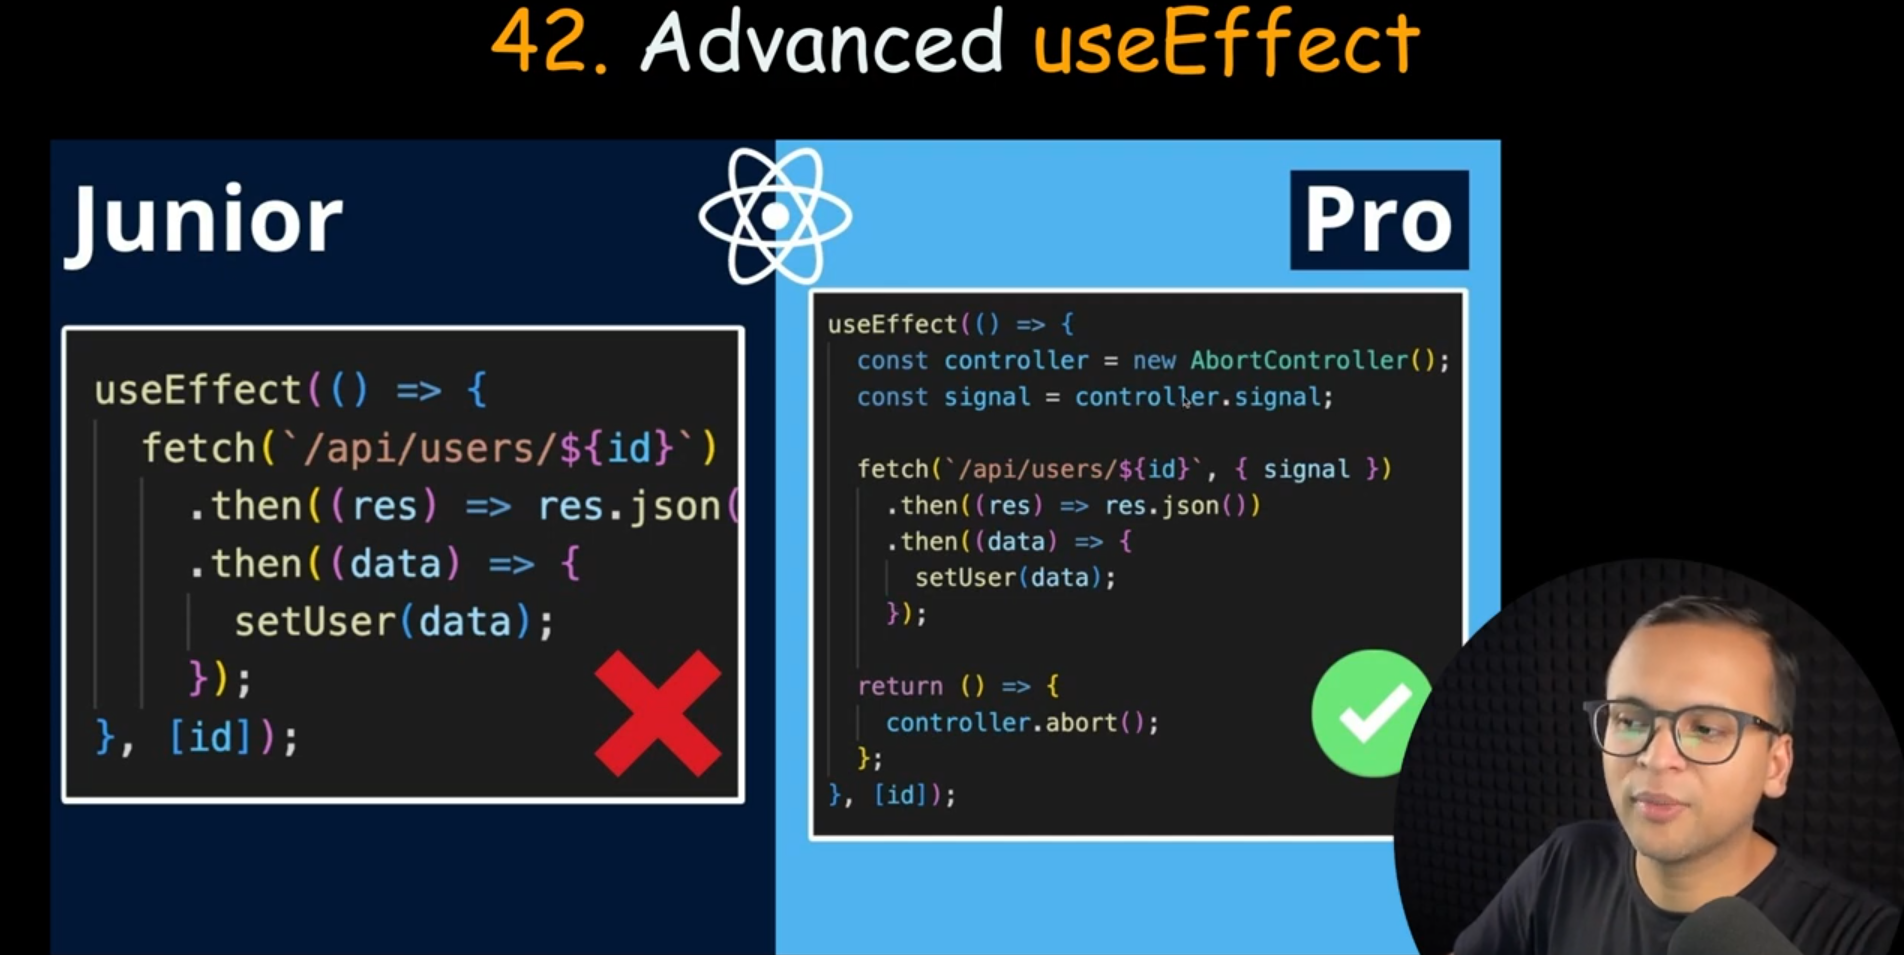 42. Advanced useEffect
Junior
Pro
useEffect(() => {
fetch(`/api/users/${id}`)
.then((res) => res.json(
.then((data) => {
setUser(data);
});
}, [id]);
useEffect(() => {
const controller = new AbortController();
const signal = controller.signal;
fetch(`/api/users/${id}`, { signal })
.then((res) => res.json())
.then((data) => {
setUser(data);
});
return () => {
controller.abort();
};
}, [id]);